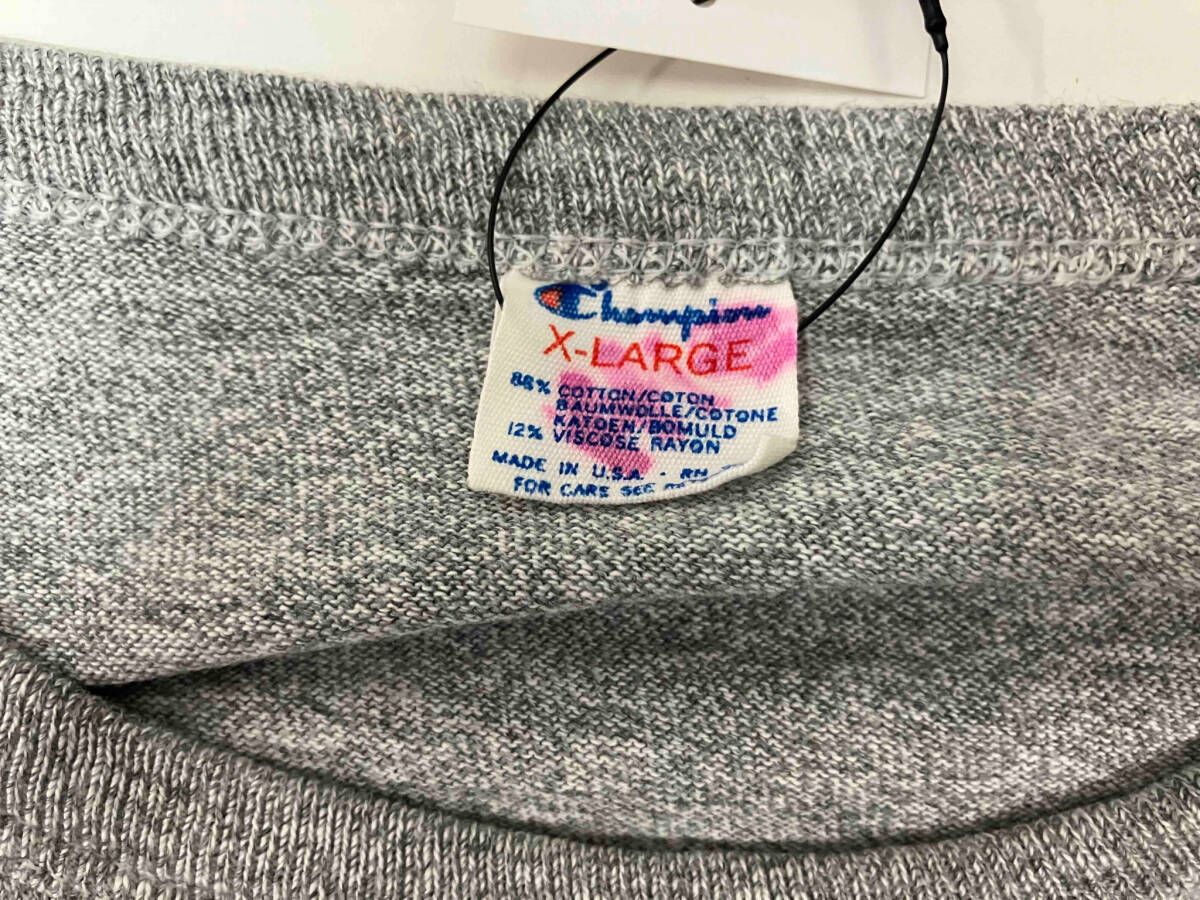 Champion
X-LARGE
88% COTTON/COTON
BAUMWOLLE/COTONE
KATOEN/BOMULD
12% VISCOSE RAYON
MADE IN U.S.A. - RN
FOR CARE SEE